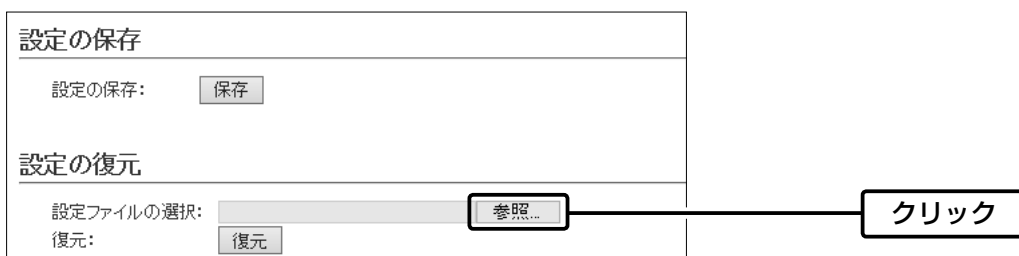 設定の保存
設定の保存: 保存
設定の復元
設定ファイルの選択: 参照...
クリック
復元: 復元